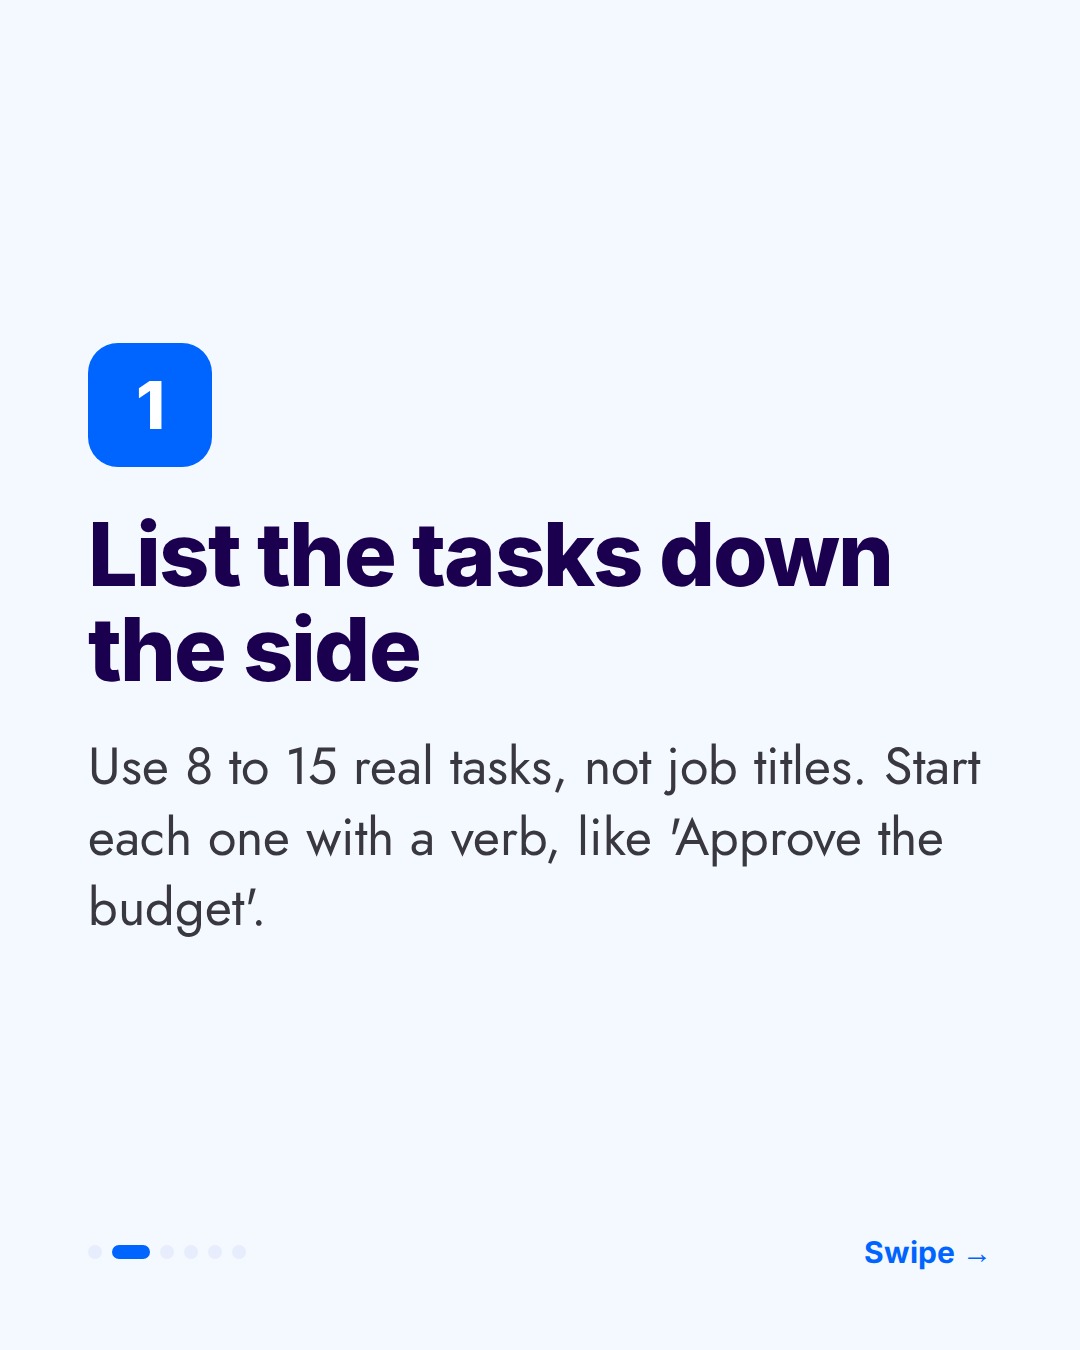 1
List the tasks down
the side
Use 8 to 15 real tasks, not job titles. Start
each one with a verb, like 'Approve the
budget'.
Swipe →